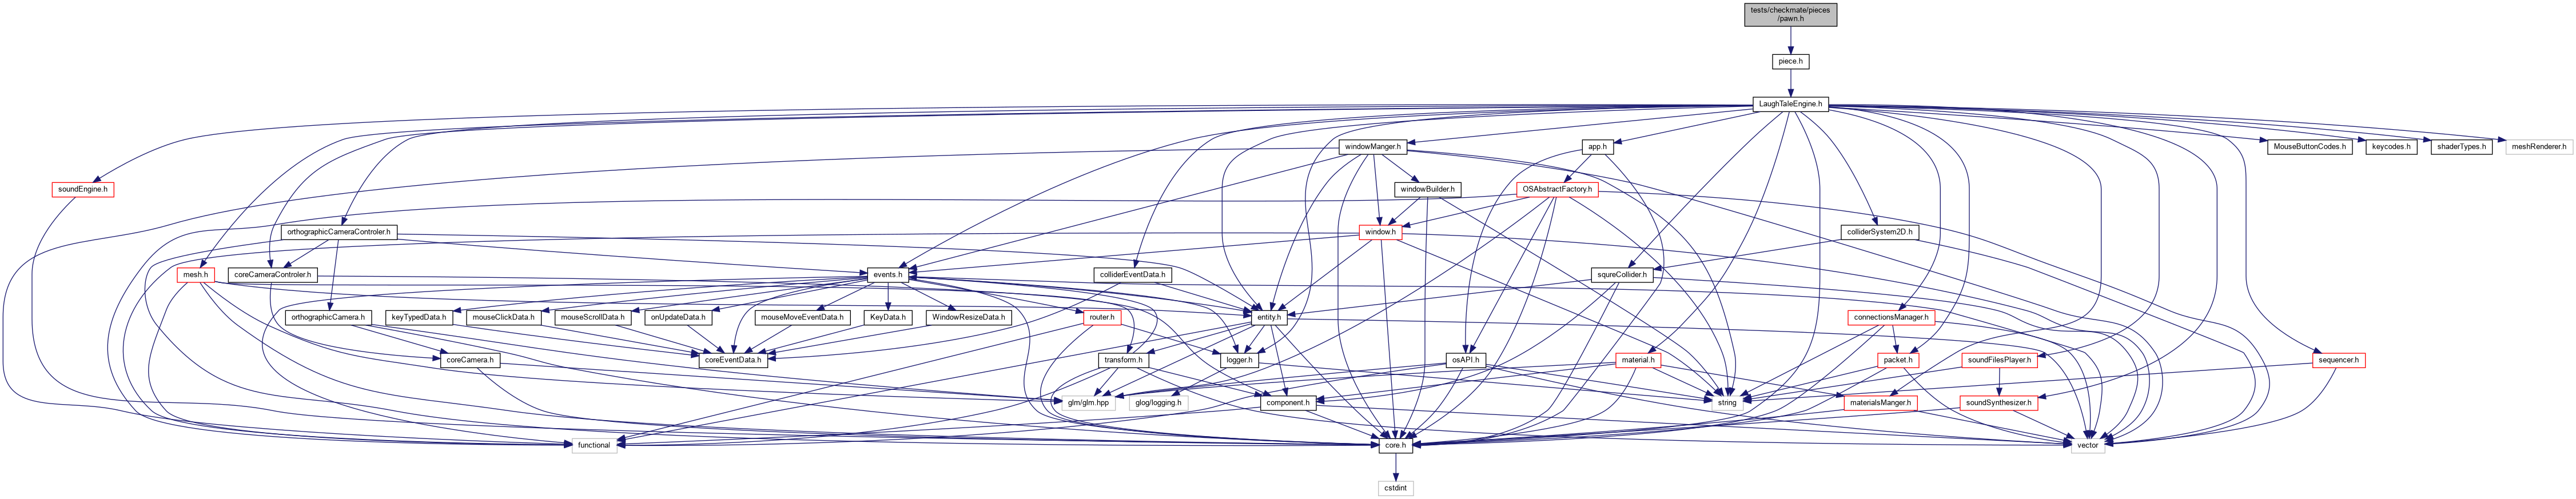 tests/checkmate/pieces
/pawn.h
piece.h
LaughTaleEngine.h
windowManger.h
app.h
MouseButtonCodes.h
keycodes.h
shaderTypes.h
meshRenderer.h
soundEngine.h
windowBuilder.h
OSAbstractFactory.h
orthographicCameraControler.h
window.h
colliderSystem2D.h
mesh.h
coreCameraControler.h
events.h
colliderEventData.h
squreCollider.h
orthographicCamera.h
keyTypedData.h
mouseClickData.h
mouseScrollData.h
onUpdateData.h
mouseMoveEventData.h
KeyData.h
WindowResizeData.h
router.h
entity.h
connectionsManager.h
coreCamera.h
coreEventData.h
transform.h
logger.h
osAPI.h
material.h
packet.h
soundFilesPlayer.h
sequencer.h
glm/glm.hpp
glog/logging.h
component.h
string
materialsManger.h
soundSynthesizer.h
functional
core.h
vector
cstdint